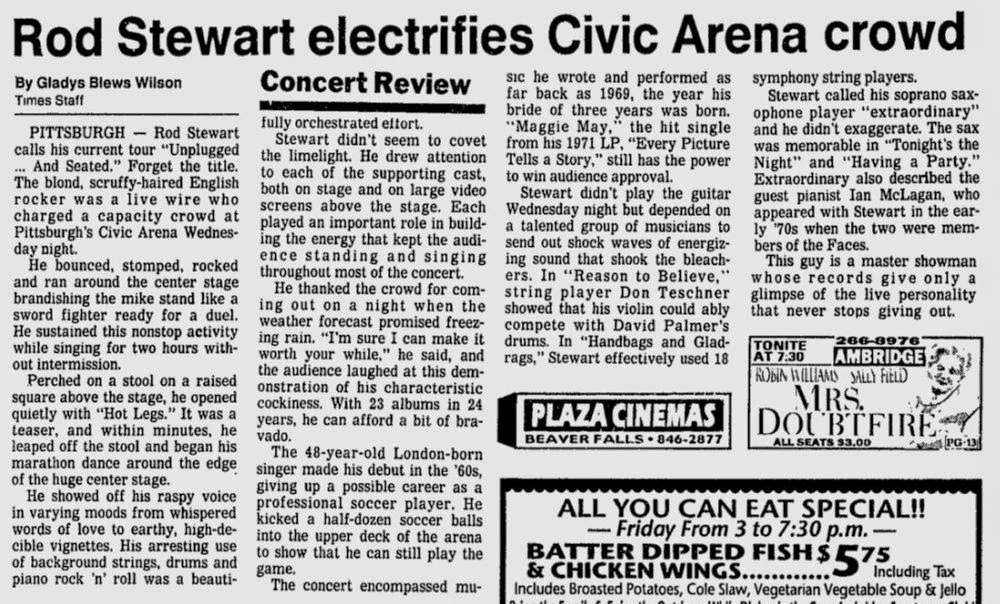 Rod Stewart electrifies Civic Arena crowd
By Gladys Blews Wilson
Times Staff
PITTSBURGH — Rod Stewart
calls his current tour “Unplugged
... And Seated.” Forget the title.
The blond, scruffy-haired English
rocker was a live wire who
charged a capacity crowd at
Pittsburgh's Civic Arena Wednes-
day night.
He bounced, stomped, rocked
and ran around the center stage
brandishing the mike stand like a
sword fighter ready for a duel.
He sustained this nonstop activity
while singing for two hours with-
out intermission.
Perched on a stool on a raised
square above the stage, he opened
quietly with “Hot Legs.” It was a
teaser, and within minutes, he
leaped off the stool and began his
marathon dance around the edge
of the huge center stage.
He showed off his raspy voice
in varying moods from whispered
words of love to earthy, high-de-
cible vignettes. His arresting use
of background strings, drums and
piano rock 'n' roll was a beauti-
Concert Review
fully orchestrated effort.
Stewart didn't seem to covet
the limelight. He drew attention
to each of the supporting cast,
both on stage and on large video
screens above the stage. Each
played an important role in build-
ing the energy that kept the audi-
ence standing and singing
throughout most of the concert.
He thanked the crowd for com-
ing out on a night when the
weather forecast promised freez-
ing rain. “I'm sure I can make it
worth your while,” he said, and
the audience laughed at this dem-
onstration of his characteristic
cockiness. With 23 albums in 24
years, he can afford a bit of bra-
vado.
The 48-year-old London-born
singer made his debut in the '60s,
giving up a possible career as a
professional soccer player. He
kicked a half-dozen soccer balls
into the upper deck of the arena
to show that he can still play the
game.
The concert encompassed mu-
sic he wrote and performed as
far back as 1969, the year his
bride of three years was born.
“Maggie May,” the hit single
from his 1971 LP, “Every Picture
Tells a Story,” still has the power
to win audience approval.
Stewart didn't play the guitar
Wednesday night but depended on
a talented group of musicians to
send out shock waves of energiz-
ing sound that shook the bleach-
ers. In “Reason to Believe,”
string player Don Teschner
showed that his violin could ably
compete with David Palmer's
drums. In “Handbags and Glad-
rags,” Stewart effectively used 18
symphony string players.
Stewart called his soprano sax-
ophone player “extraordinary”
and he didn't exaggerate. The sax
was memorable in “Tonight's the
Night” and “Having a Party.”
Extraordinary also described the
guest pianist Ian McLagan, who
appeared with Stewart in the ear-
ly '70s when the two were mem-
bers of the Faces.
This guy is a master showman
whose records give only a
glimpse of the live personality
that never stops giving out.
PLAZA CINEMAS
BEAVER FALLS • 846-2877
TONITE
AT 7:30
266-8976
AMBRIDGE
ROBIN WILLIAMS SALLY FIELD
MRS.
DOUBTFIRE
ALL SEATS $3.00
PG-13
ALL YOU CAN EAT SPECIAL!!
— Friday From 3 to 7:30 p.m. —
BATTER DIPPED FISH
& CHICKEN WINGS............ $5.75
Including Tax
Includes Broasted Potatoes, Cole Slaw, Vegetarian Vegetable Soup & Jello